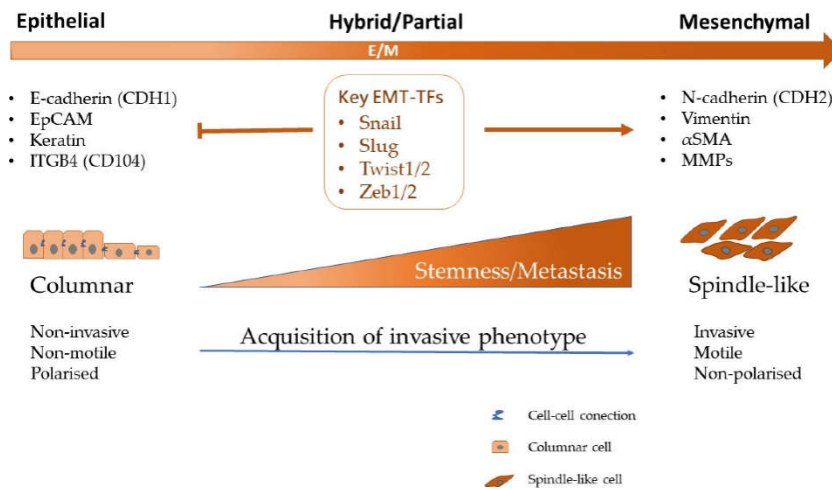 Epithelial
Hybrid/Partial
Mesenchymal
E/M
• E-cadherin (CDH1)
• EpCAM
• Keratin
• ITGB4 (CD104)
Key EMT-TFs
• Snail
• Slug
• Twist1/2
• Zeb1/2
• N-cadherin (CDH2)
• Vimentin
• αSMA
• MMPs
Columnar
Stemness/Metastasis
Spindle-like
Non-invasive
Non-motile
Polarised
Acquisition of invasive phenotype
Invasive
Motile
Non-polarised
Cell-cell conection
Columnar cell
Spindle-like cell